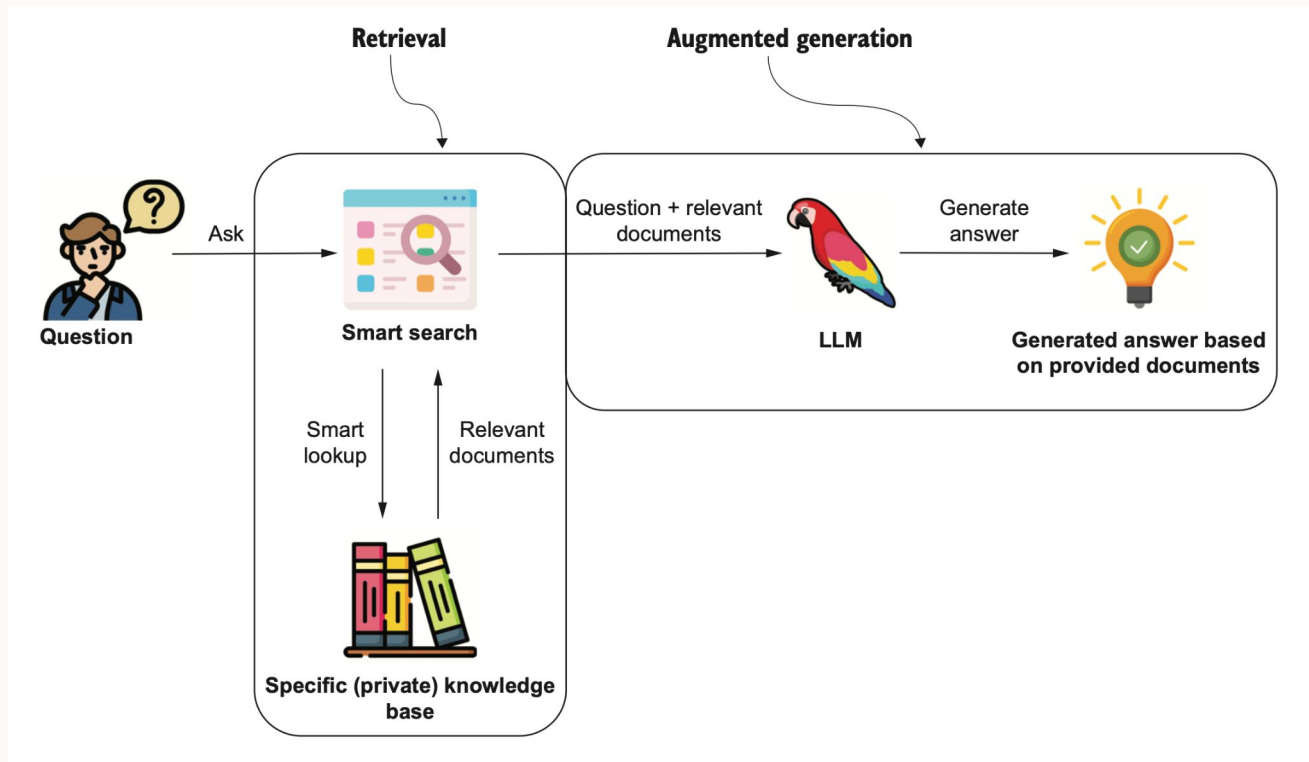 Retrieval
Augmented generation
?
Ask
Question
Smart search
Question + relevant
documents
LLM
Generate
answer
Generated answer based
on provided documents
Smart
lookup
Relevant
documents
Specific (private) knowledge
base